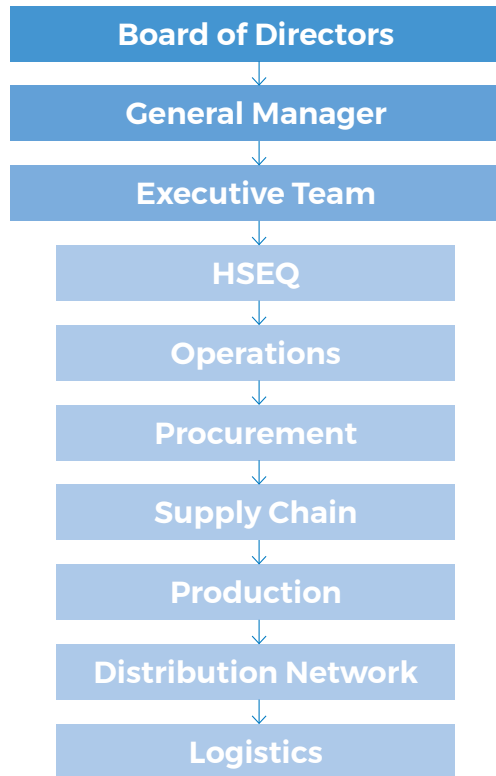 Board of Directors
General Manager
Executive Team
HSEQ
Operations
Procurement
Supply Chain
Production
Distribution Network
Logistics